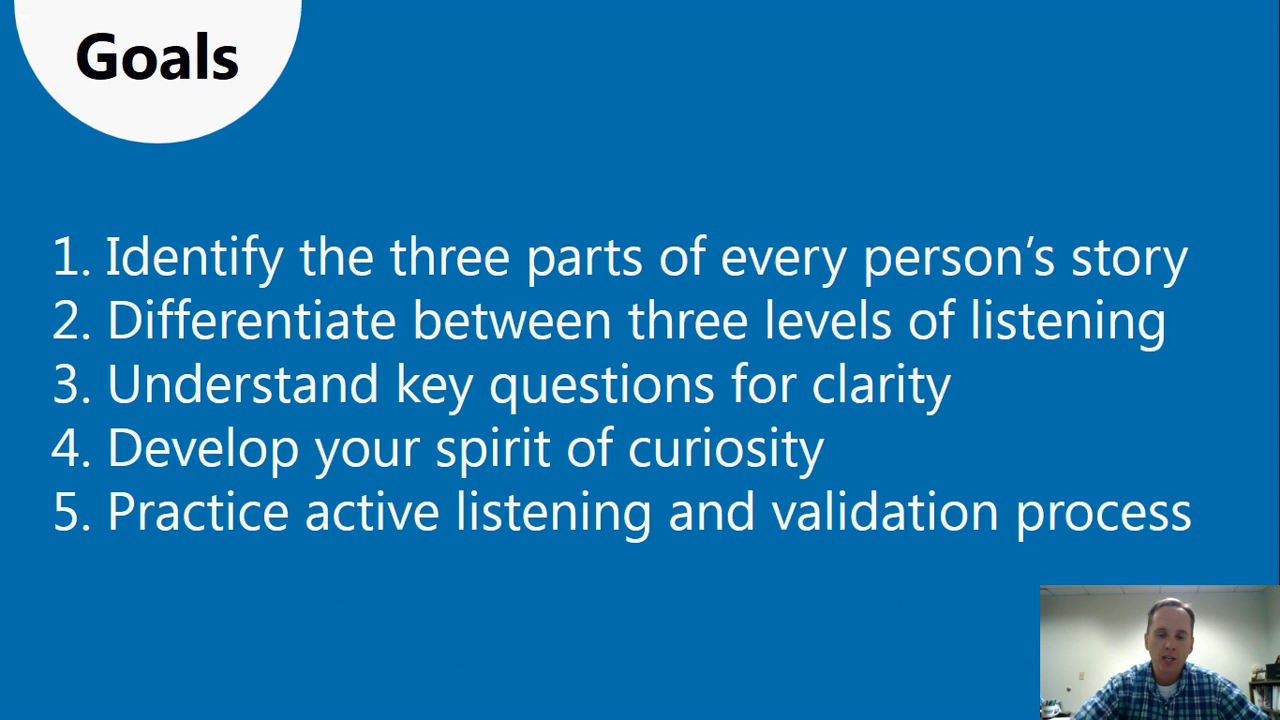 Goals
1. Identify the three parts of every person’s story
2. Differentiate between three levels of listening
3. Understand key questions for clarity
4. Develop your spirit of curiosity
5. Practice active listening and validation process